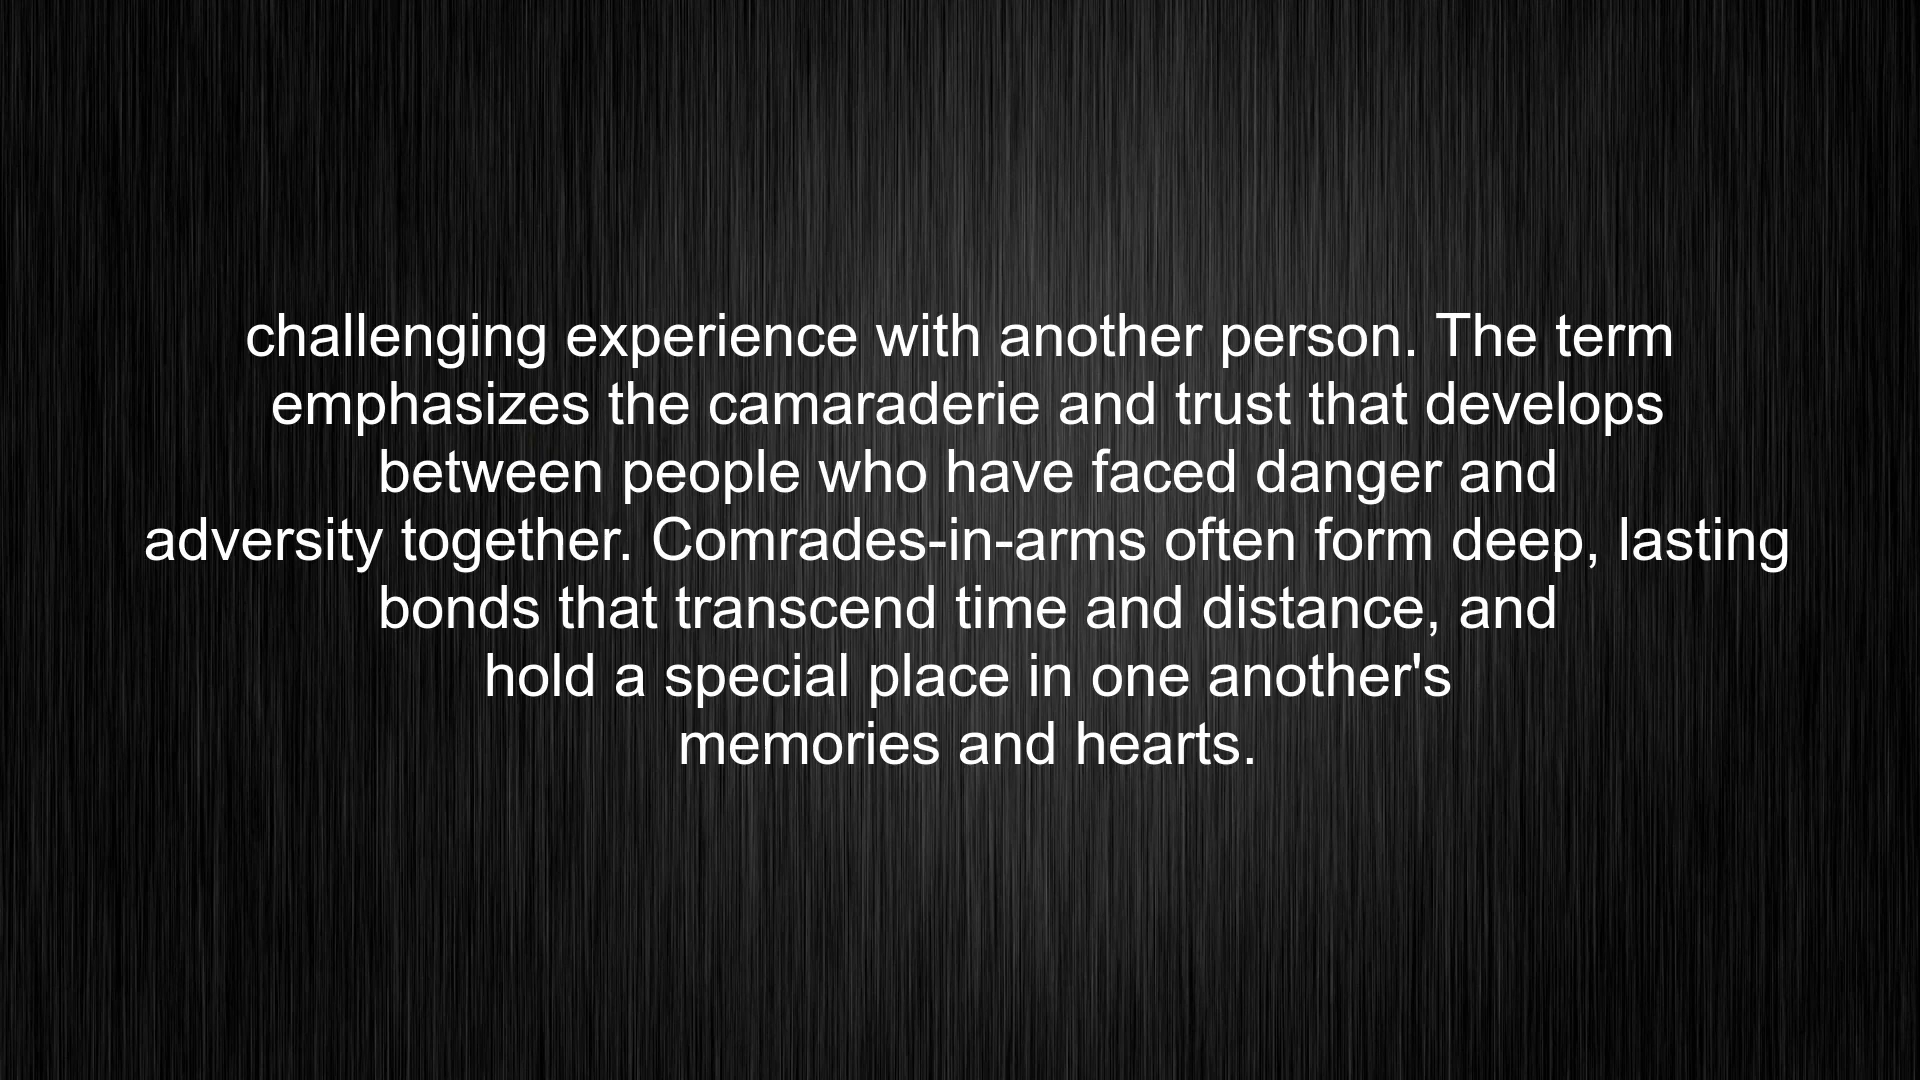 challenging experience with another person. The term
emphasizes the camaraderie and trust that develops
between people who have faced danger and
adversity together. Comrades-in-arms often form deep, lasting
bonds that transcend time and distance, and
hold a special place in one another's
memories and hearts.